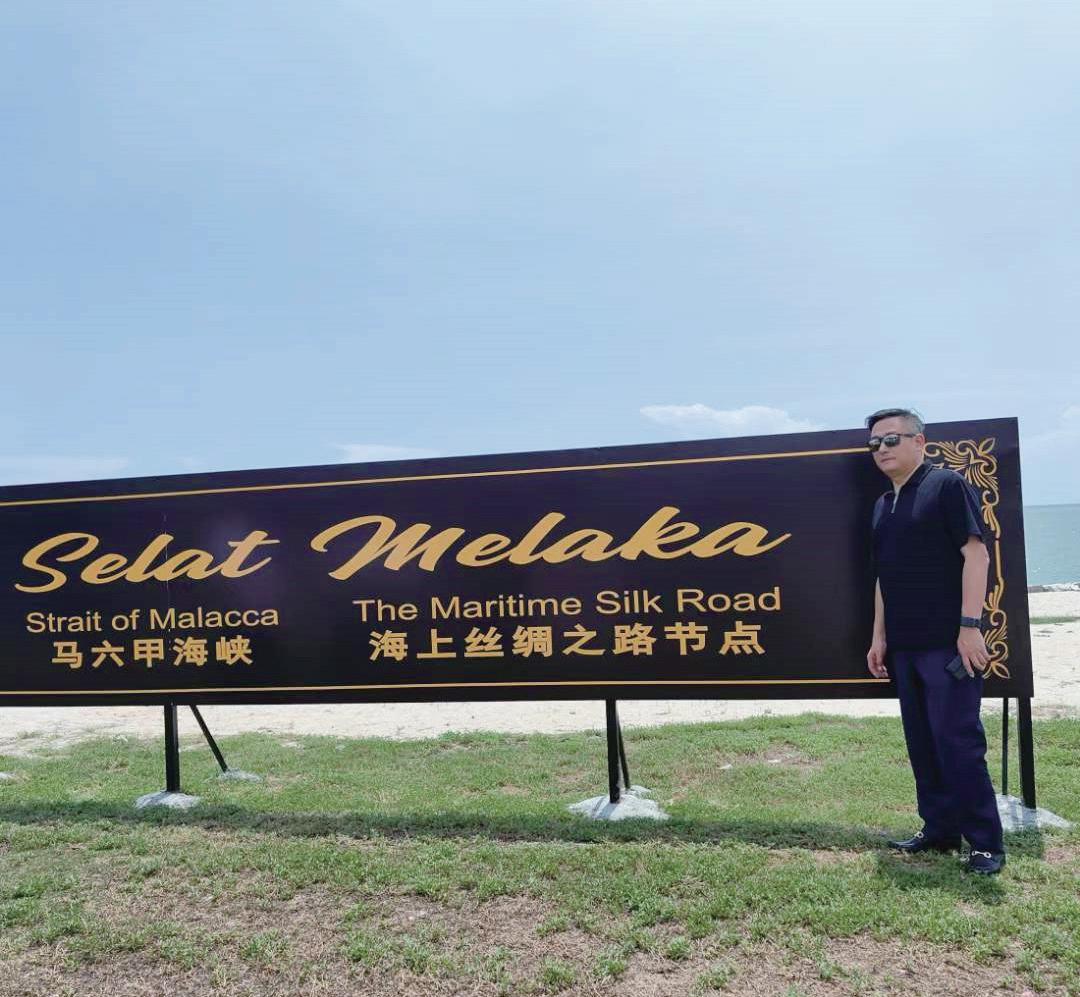 Selat Melaka
Strait of Malacca
马六甲海峡
The Maritime Silk Road
海上丝绸之路节点